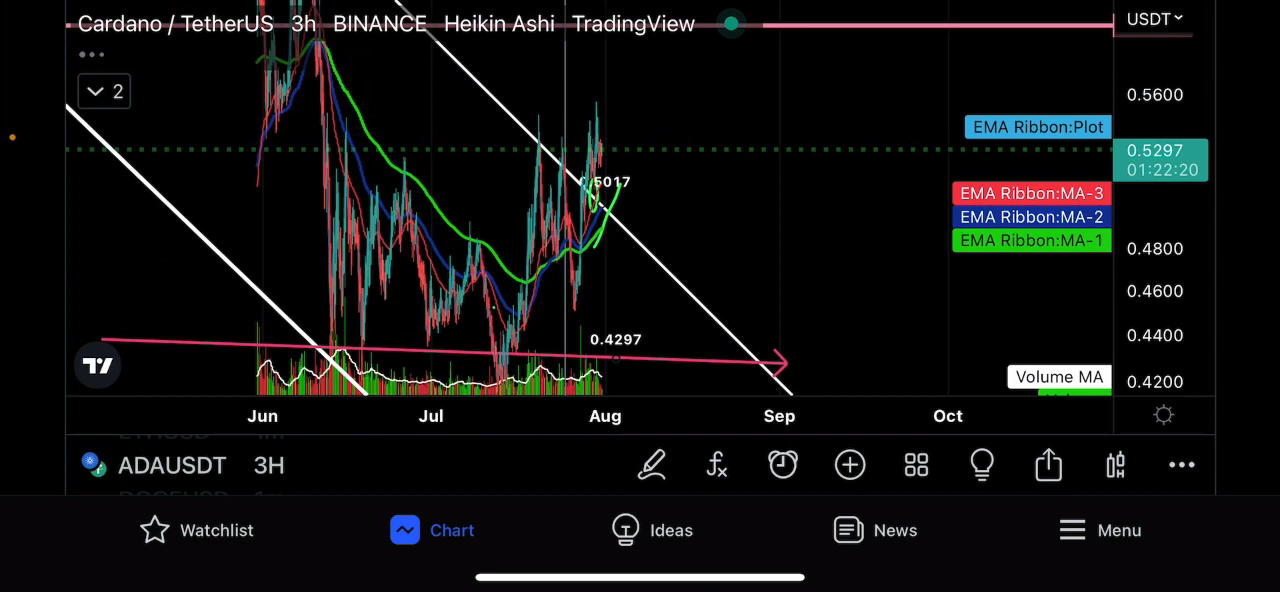 Cardano / TetherUS 3h BINANCE Heikin Ashi TradingView
USDT
2
0.5600
EMA Ribbon:Plot
0.5297
01:22:20
0.5017
EMA Ribbon:MA-3
EMA Ribbon:MA-2
EMA Ribbon:MA-1
0.4800
0.4600
0.4297
0.4400
Volume MA
0.4200
Jun Jul Aug Sep Oct
ADAUSDT 3H
Watchlist Chart Ideas News Menu